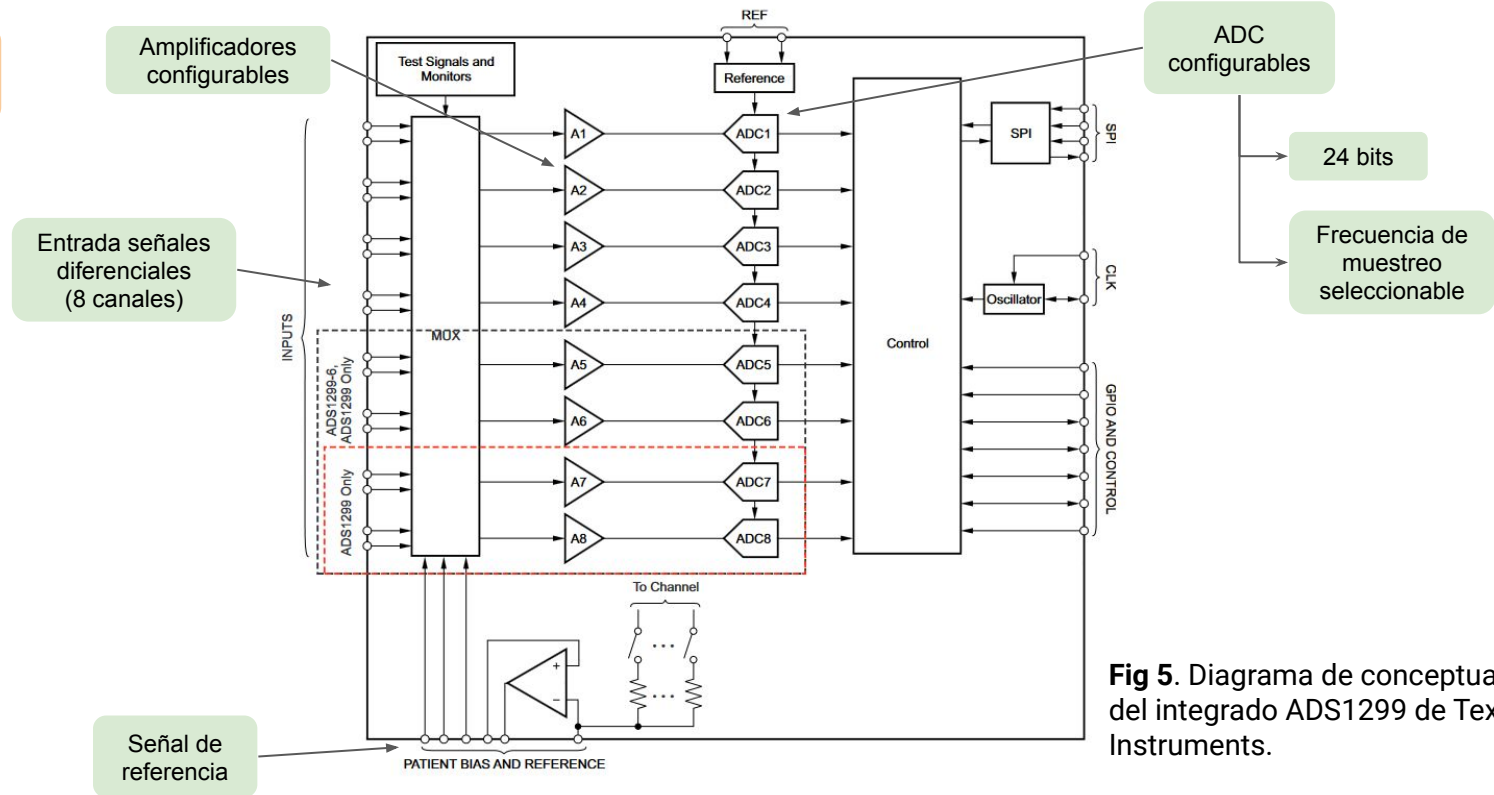 REF
Amplificadores
configurables
ADC
configurables
Test Signals and
Monitors
Reference
A1
ADC1
SPI
SPI
24 bits
A2
ADC2
Entrada señales
diferenciales
(8 canales)
A3
ADC3
Frecuencia de
muestreo
seleccionable
CLK
Oscillator
A4
ADC4
INPUTS
MUX
Control
ADS1299-6,
ADS1299 Only
A5
ADC5
A6
ADC6
GPIO AND CONTROL
ADS1299 Only
A7
ADC7
A8
ADC8
To Channel
+
−
Fig 5. Diagrama de conceptua
del integrado ADS1299 de Tex
Instruments.
Señal de
referencia
PATIENT BIAS AND REFERENCE